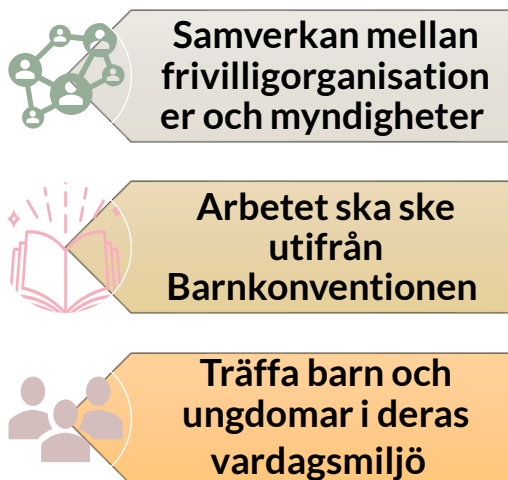 Samverkan mellan
frivilligorganisation
er och myndigheter
Arbetet ska ske
utifrån
Barnkonventionen
Träffa barn och
ungdomar i deras
vardagsmiljö